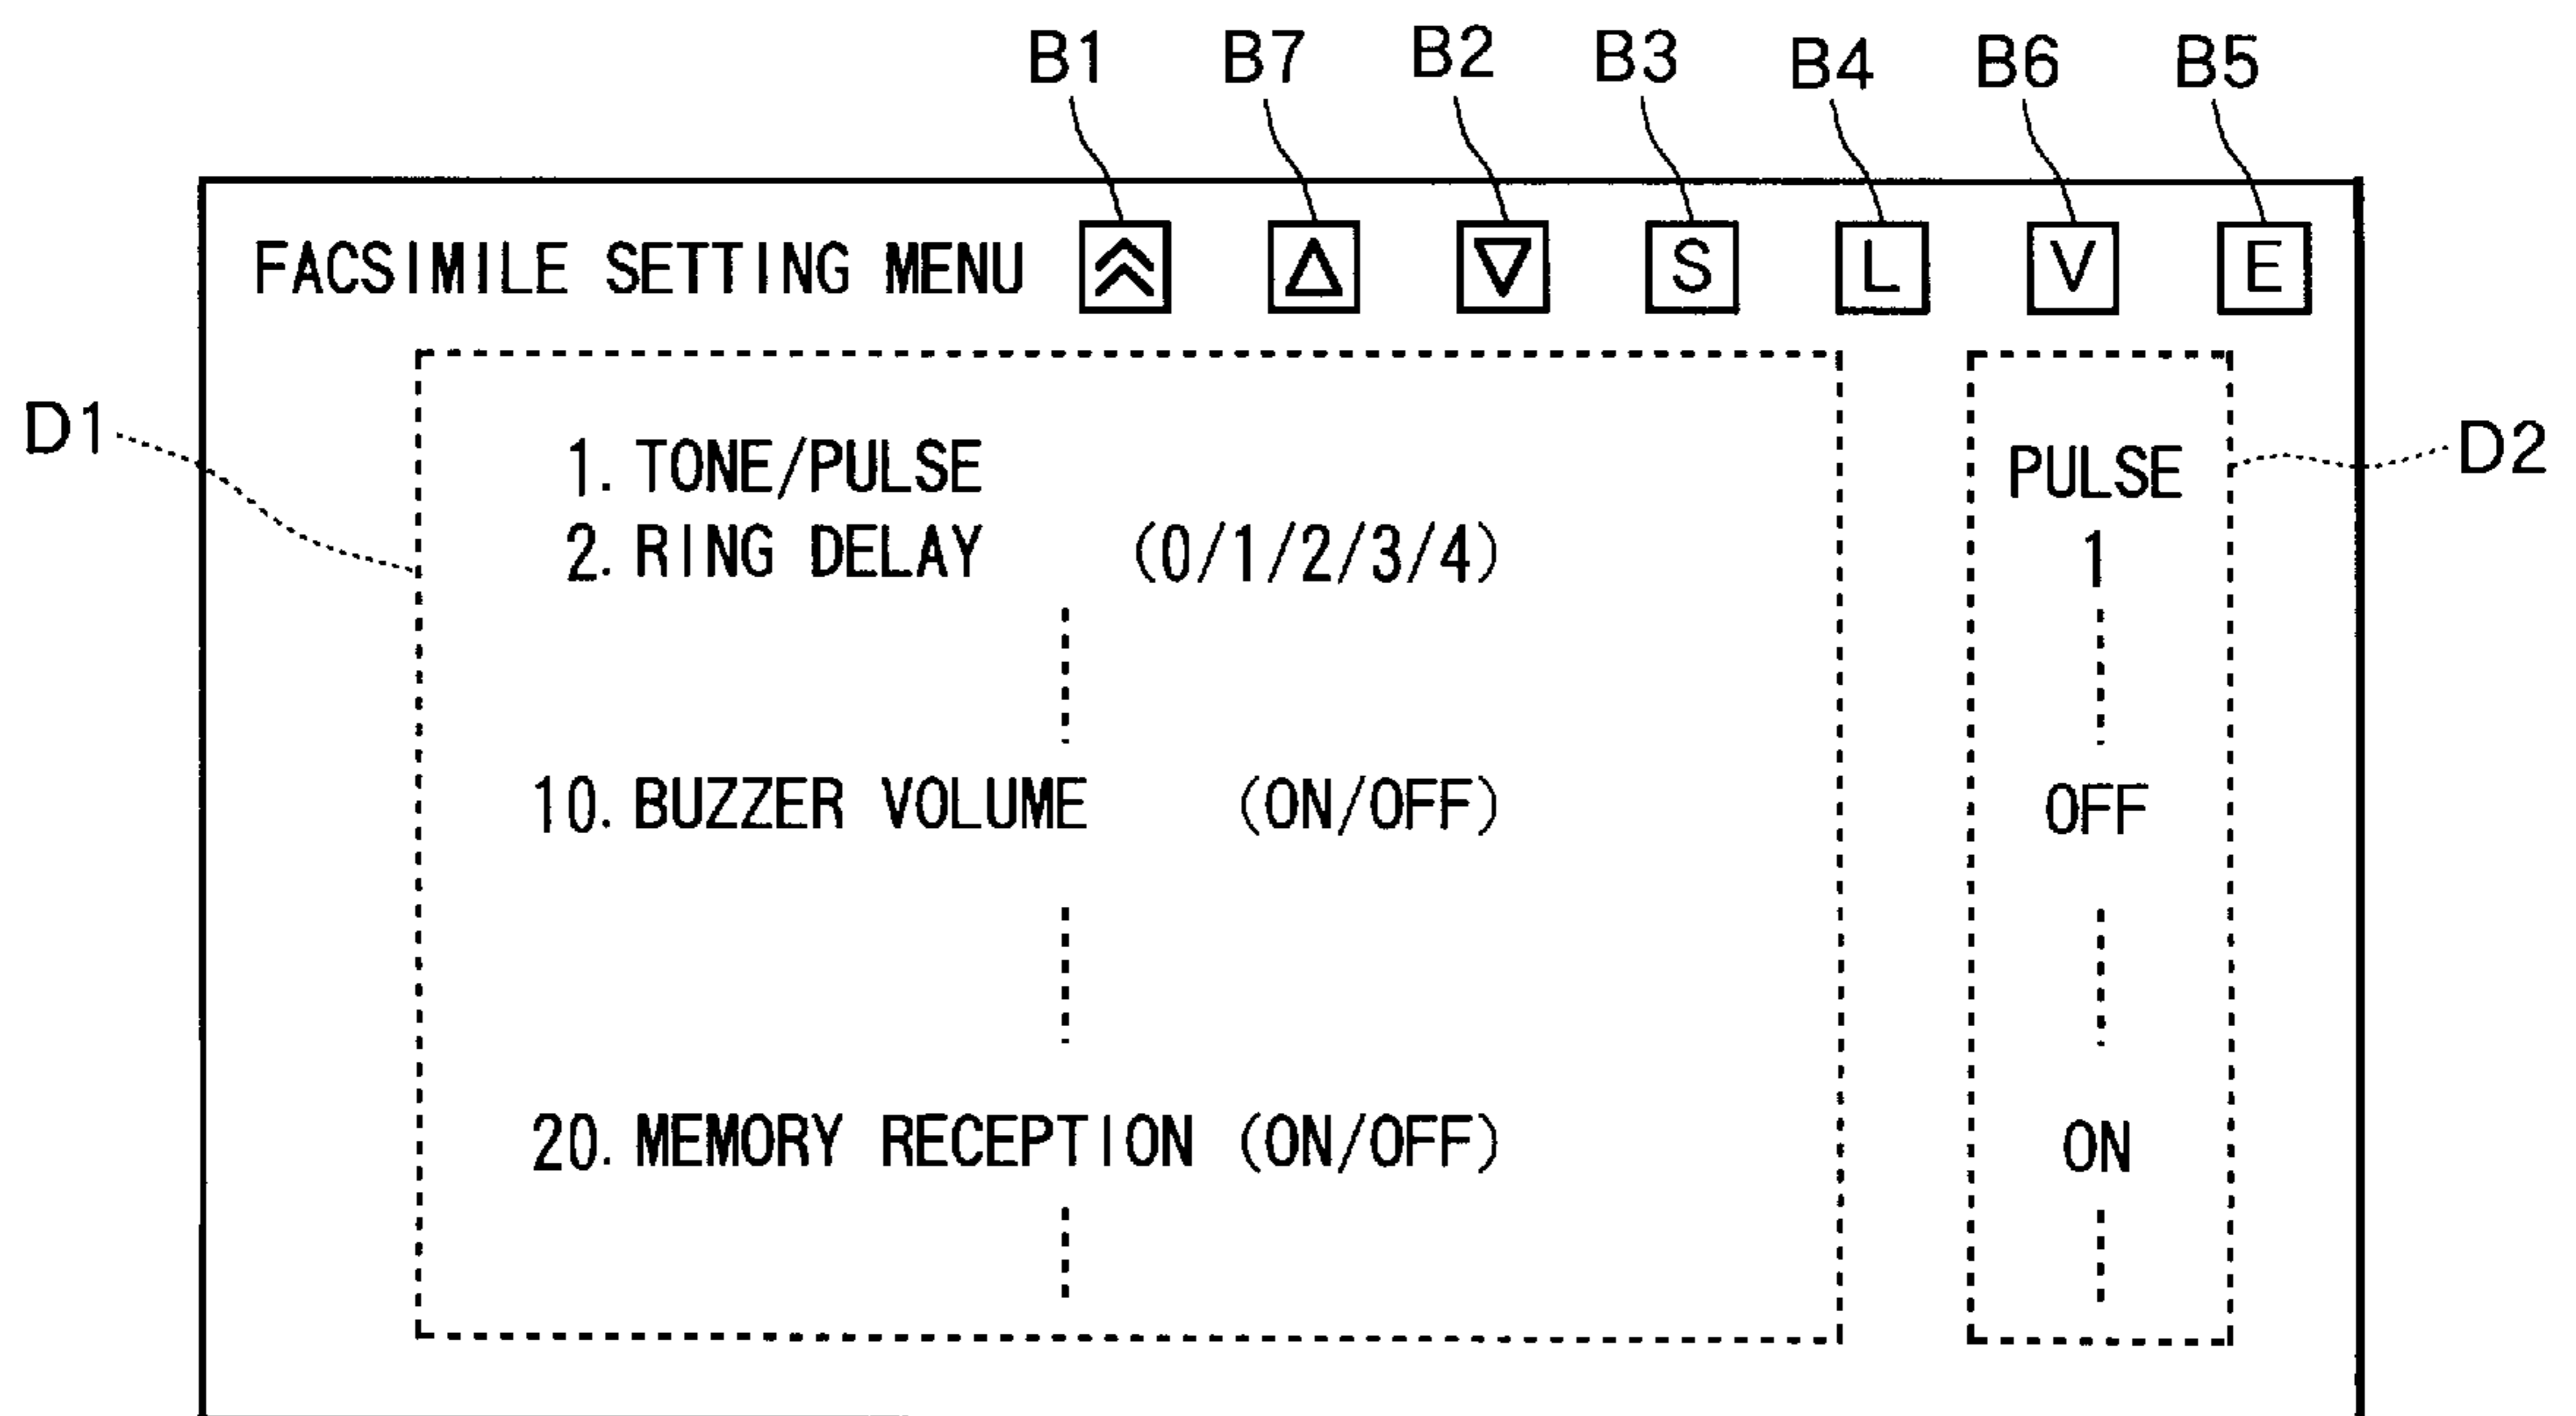 B1 B7 B2 B3 B4 B6 B5
FACSIMILE SETTING MENU S L V E
D1
1. TONE/PULSE PULSE
D2
2. RING DELAY (0/1/2/3/4) 1
10. BUZZER VOLUME (ON/OFF) OFF
20. MEMORY RECEPTION (ON/OFF) ON